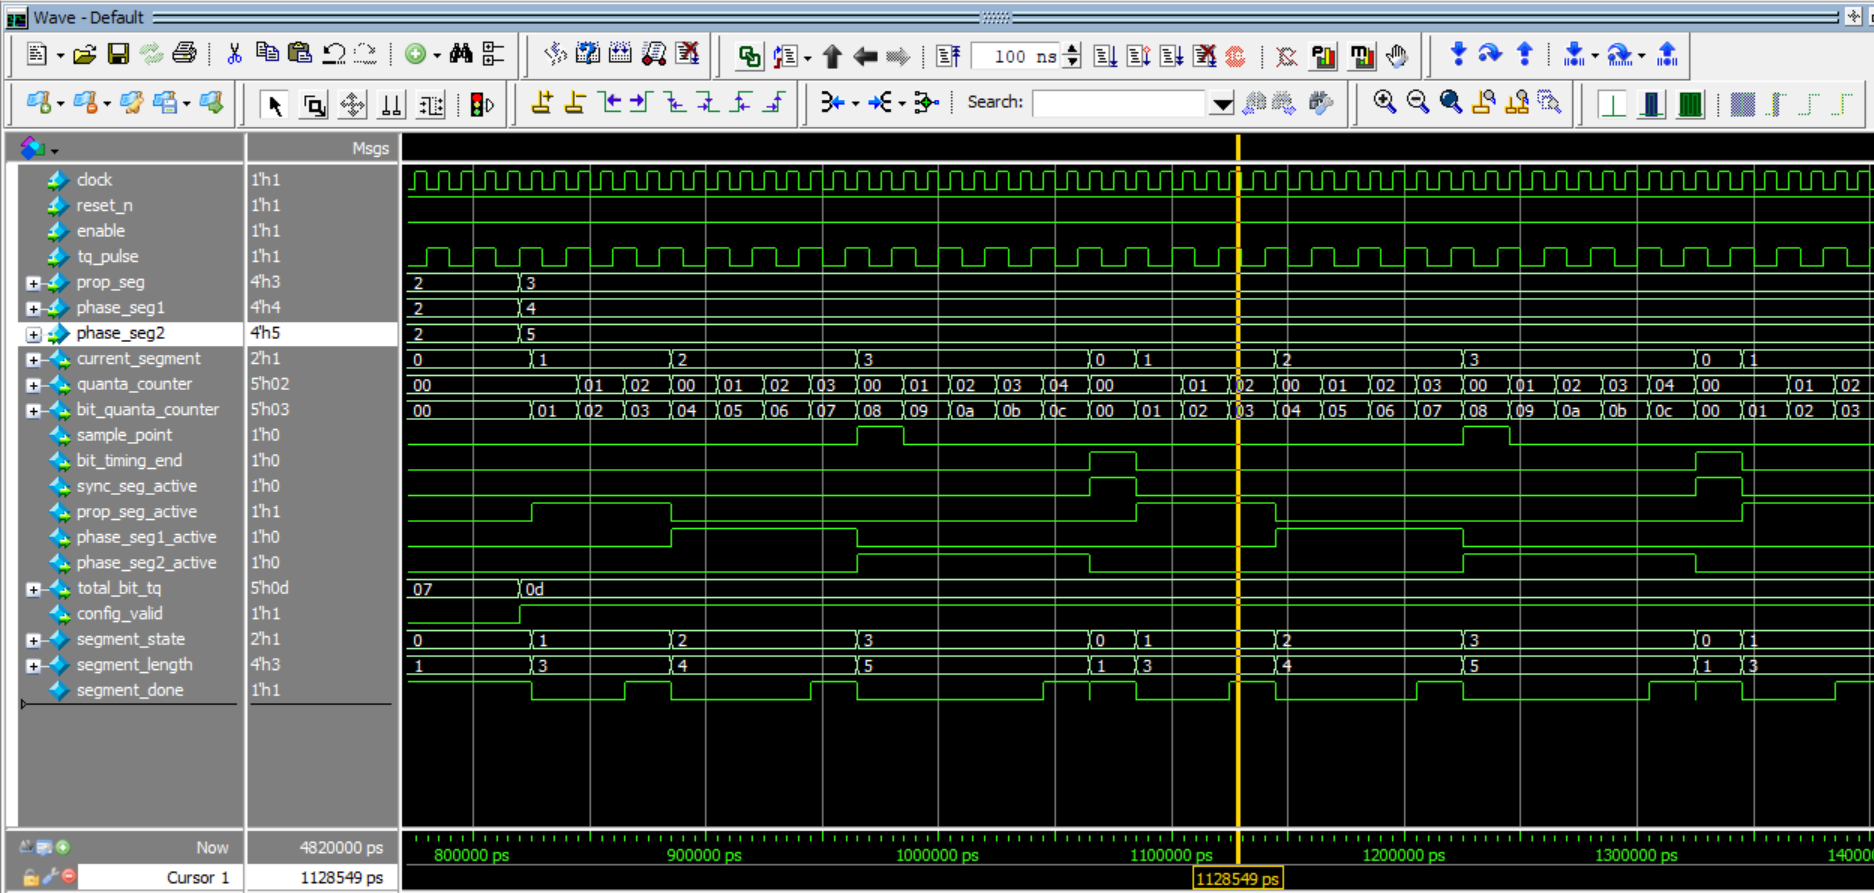 Wave - Default
100 ns
Search:
Msgs
clock 1'h1
reset_n 1'h1
enable 1'h1
tq_pulse 1'h1
prop_seg 4'h3 2 3
phase_seg1 4'h4 2 4
phase_seg2 4'h5 2 5
current_segment 2'h1 0 1 2 3 0 1 2 3 0 1
quanta_counter 5'h02 00 01 02 00 01 02 03 00 01 02 03 04 00 01 02 00 01 02 03 00 01 02 03 04 00 01 02
bit_quanta_counter 5'h03 00 01 02 03 04 05 06 07 08 09 0a 0b 0c 00 01 02 03 04 05 06 07 08 09 0a 0b 0c 00 01 02 03
sample_point 1'h0
bit_timing_end 1'h0
sync_seg_active 1'h0
prop_seg_active 1'h1
phase_seg1_active 1'h0
phase_seg2_active 1'h0
total_bit_tq 5'h0d 07 0d
config_valid 1'h1
segment_state 2'h1 0 1 2 3 0 1 2 3 0 1
segment_length 4'h3 1 3 4 5 1 3 4 5 1 3
segment_done 1'h1
Now 4820000 ps 800000 ps 900000 ps 1000000 ps 1100000 ps 1200000 ps 1300000 ps 14000
Cursor 1 1128549 ps 1128549 ps